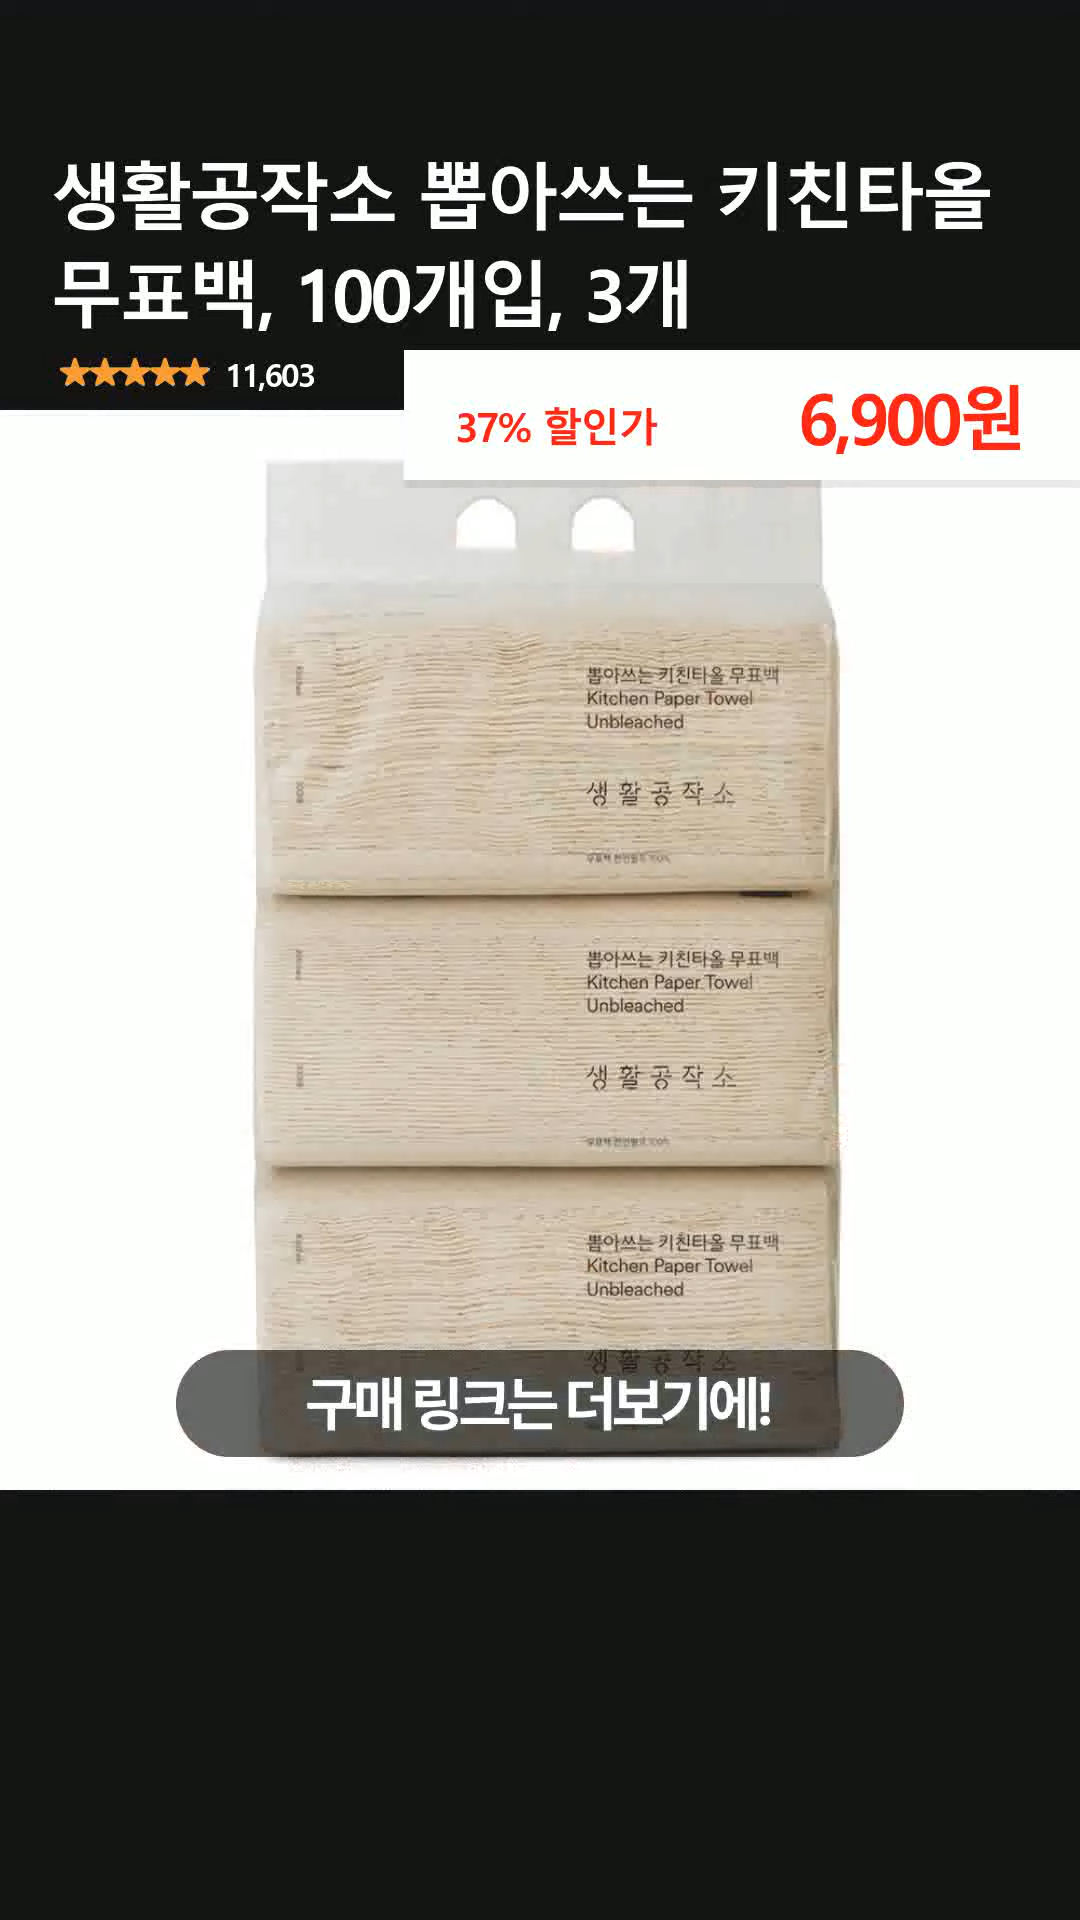 생활공작소 뽑아쓰는 키친타올
무표백, 100개입, 3개
★★★★★ 11,603
37% 할인가 6,900원
뽑아쓰는 키친타올 무표백
Kitchen Paper Towel
Unbleached
생활공작소
뽑아쓰는 키친타올 무표백
Kitchen Paper Towel
Unbleached
생활공작소
뽑아쓰는 키친타올 무표백
Kitchen Paper Towel
Unbleached
생활공작소
구매 링크는 더보기에!